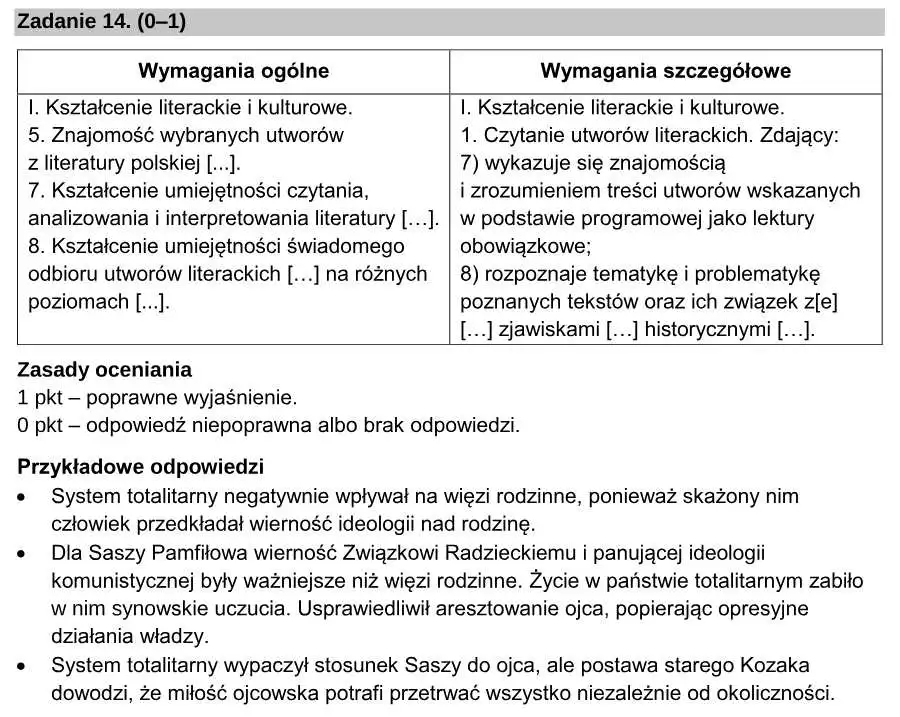 Zadanie 14. (0–1)
Wymagania ogólne
Wymagania szczegółowe
I. Kształcenie literackie i kulturowe.
5. Znajomość wybranych utworów
z literatury polskiej [...].
7. Kształcenie umiejętności czytania,
analizowania i interpretowania literatury […].
8. Kształcenie umiejętności świadomego
odbioru utworów literackich […] na różnych
poziomach [...].
I. Kształcenie literackie i kulturowe.
1. Czytanie utworów literackich. Zdający:
7) wykazuje się znajomością
i zrozumieniem treści utworów wskazanych
w podstawie programowej jako lektury
obowiązkowe;
8) rozpoznaje tematykę i problematykę
poznanych tekstów oraz ich związek z[e]
[…] zjawiskami […] historycznymi […].
Zasady oceniania
1 pkt – poprawne wyjaśnienie.
0 pkt – odpowiedź niepoprawna albo brak odpowiedzi.
Przykładowe odpowiedzi
• System totalitarny negatywnie wpływał na więzi rodzinne, ponieważ skażony nim
człowiek przedkładał wierność ideologii nad rodzinę.
• Dla Saszy Pamfiłowa wierność Związkowi Radzieckiemu i panującej ideologii
komunistycznej były ważniejsze niż więzi rodzinne. Życie w państwie totalitarnym zabiło
w nim synowskie uczucia. Usprawiedliwił aresztowanie ojca, popierając opresyjne
działania władzy.
• System totalitarny wypaczył stosunek Saszy do ojca, ale postawa starego Kozaka
dowodzi, że miłość ojcowska potrafi przetrwać wszystko niezależnie od okoliczności.